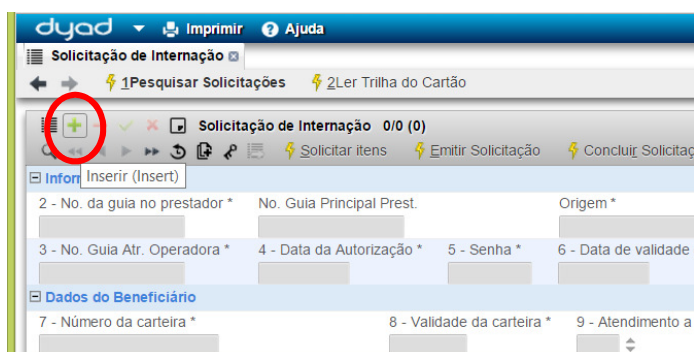 dyad Imprimir Ajuda
Solicitação de Internação
1Pesquisar Solicitações 2Ler Trilha do Cartão
Solicitação de Internação 0/0 (0)
Solicitar itens Emitir Solicitação Concluir Solicitaç
Inserir (Insert)
2 - No. da guia no prestador * No. Guia Principal Prest. Origem *
3 - No. Guia Atr. Operadora * 4 - Data da Autorização * 5 - Senha * 6 - Data de validade
Dados do Beneficiário
7 - Número da carteira * 8 - Validade da carteira * 9 - Atendimento a